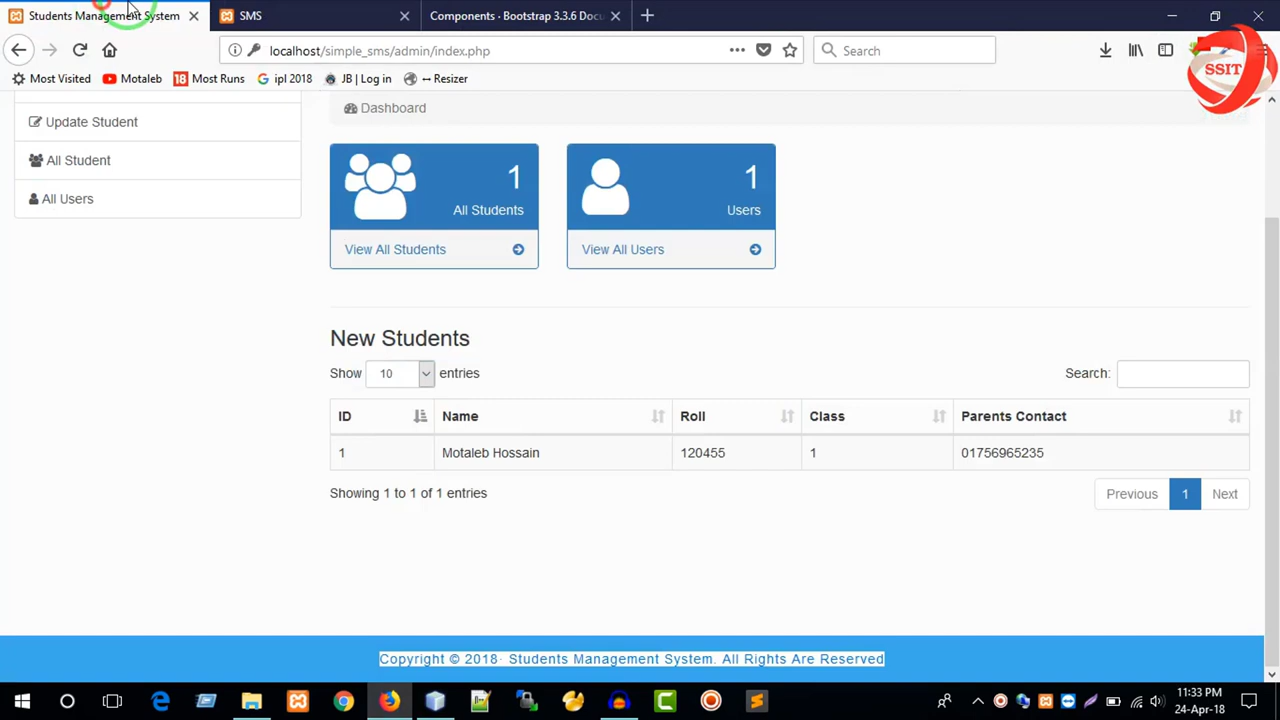 Students Management System
SMS
Components · Bootstrap 3.3.6 Docu
localhost/simple_sms/admin/index.php
Search
Most Visited
Motaleb
18 Most Runs
ipl 2018
JB | Log in
↔ Resizer
SSIT
Dashboard
Update Student
All Student
All Users
1
All Students
View All Students
1
Users
View All Users
New Students
Show 10 entries
Search:
ID Name Roll Class Parents Contact
1 Motaleb Hossain 120455 1 01756965235
Showing 1 to 1 of 1 entries
Previous 1 Next
Copyright © 2018· Students Management System. All Rights Are Reserved
11:33 PM
24-Apr-18